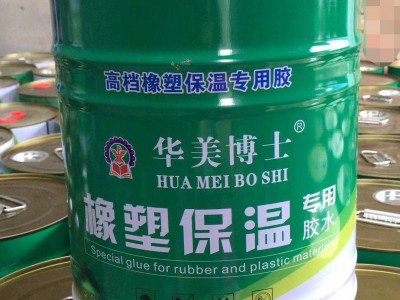 高档橡塑保温专用胶
华美博士®
HUA MEI BO SHI
橡塑保温专用胶水
Special glue for rubber and plastic materials